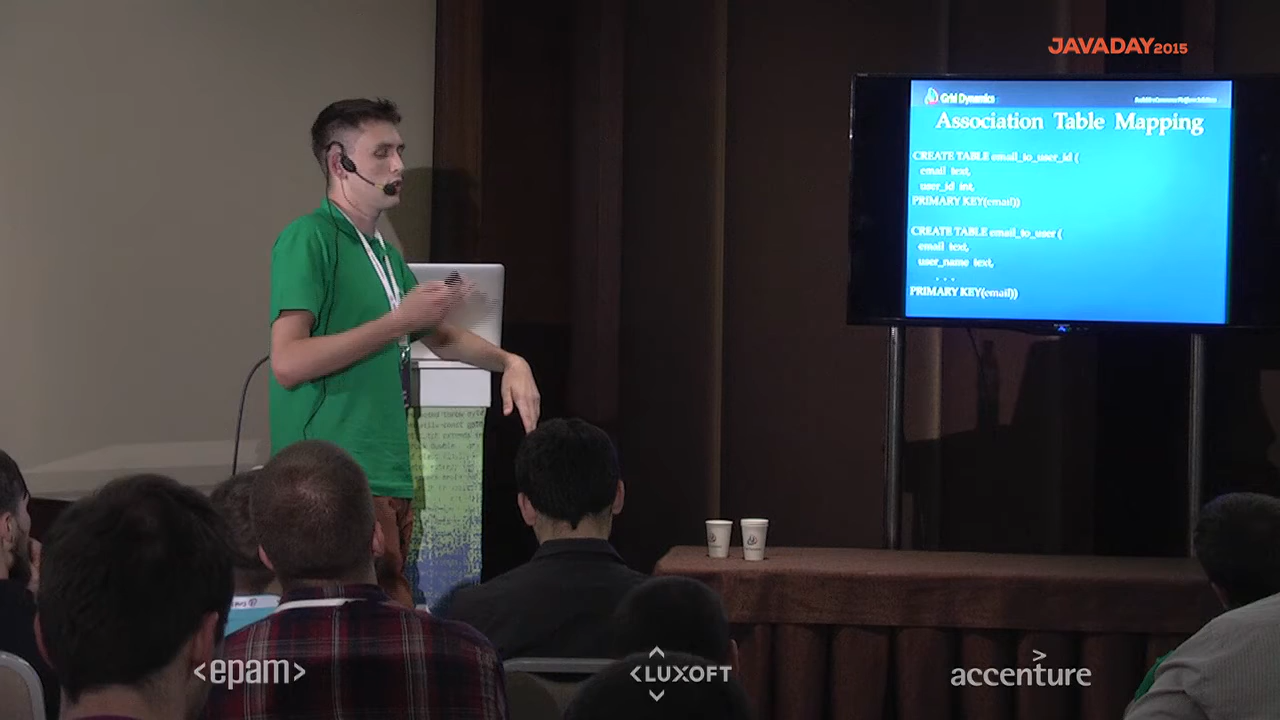 JAVADAY2015
Grid Dynamics
Association Table Mapping
CREATE TABLE email_to_user_id (
email text,
user_id int,
PRIMARY KEY(email))
CREATE TABLE email_to_user (
email text,
user_name text,
. . .
PRIMARY KEY(email))
<epam>
<LUXOFT
accenture